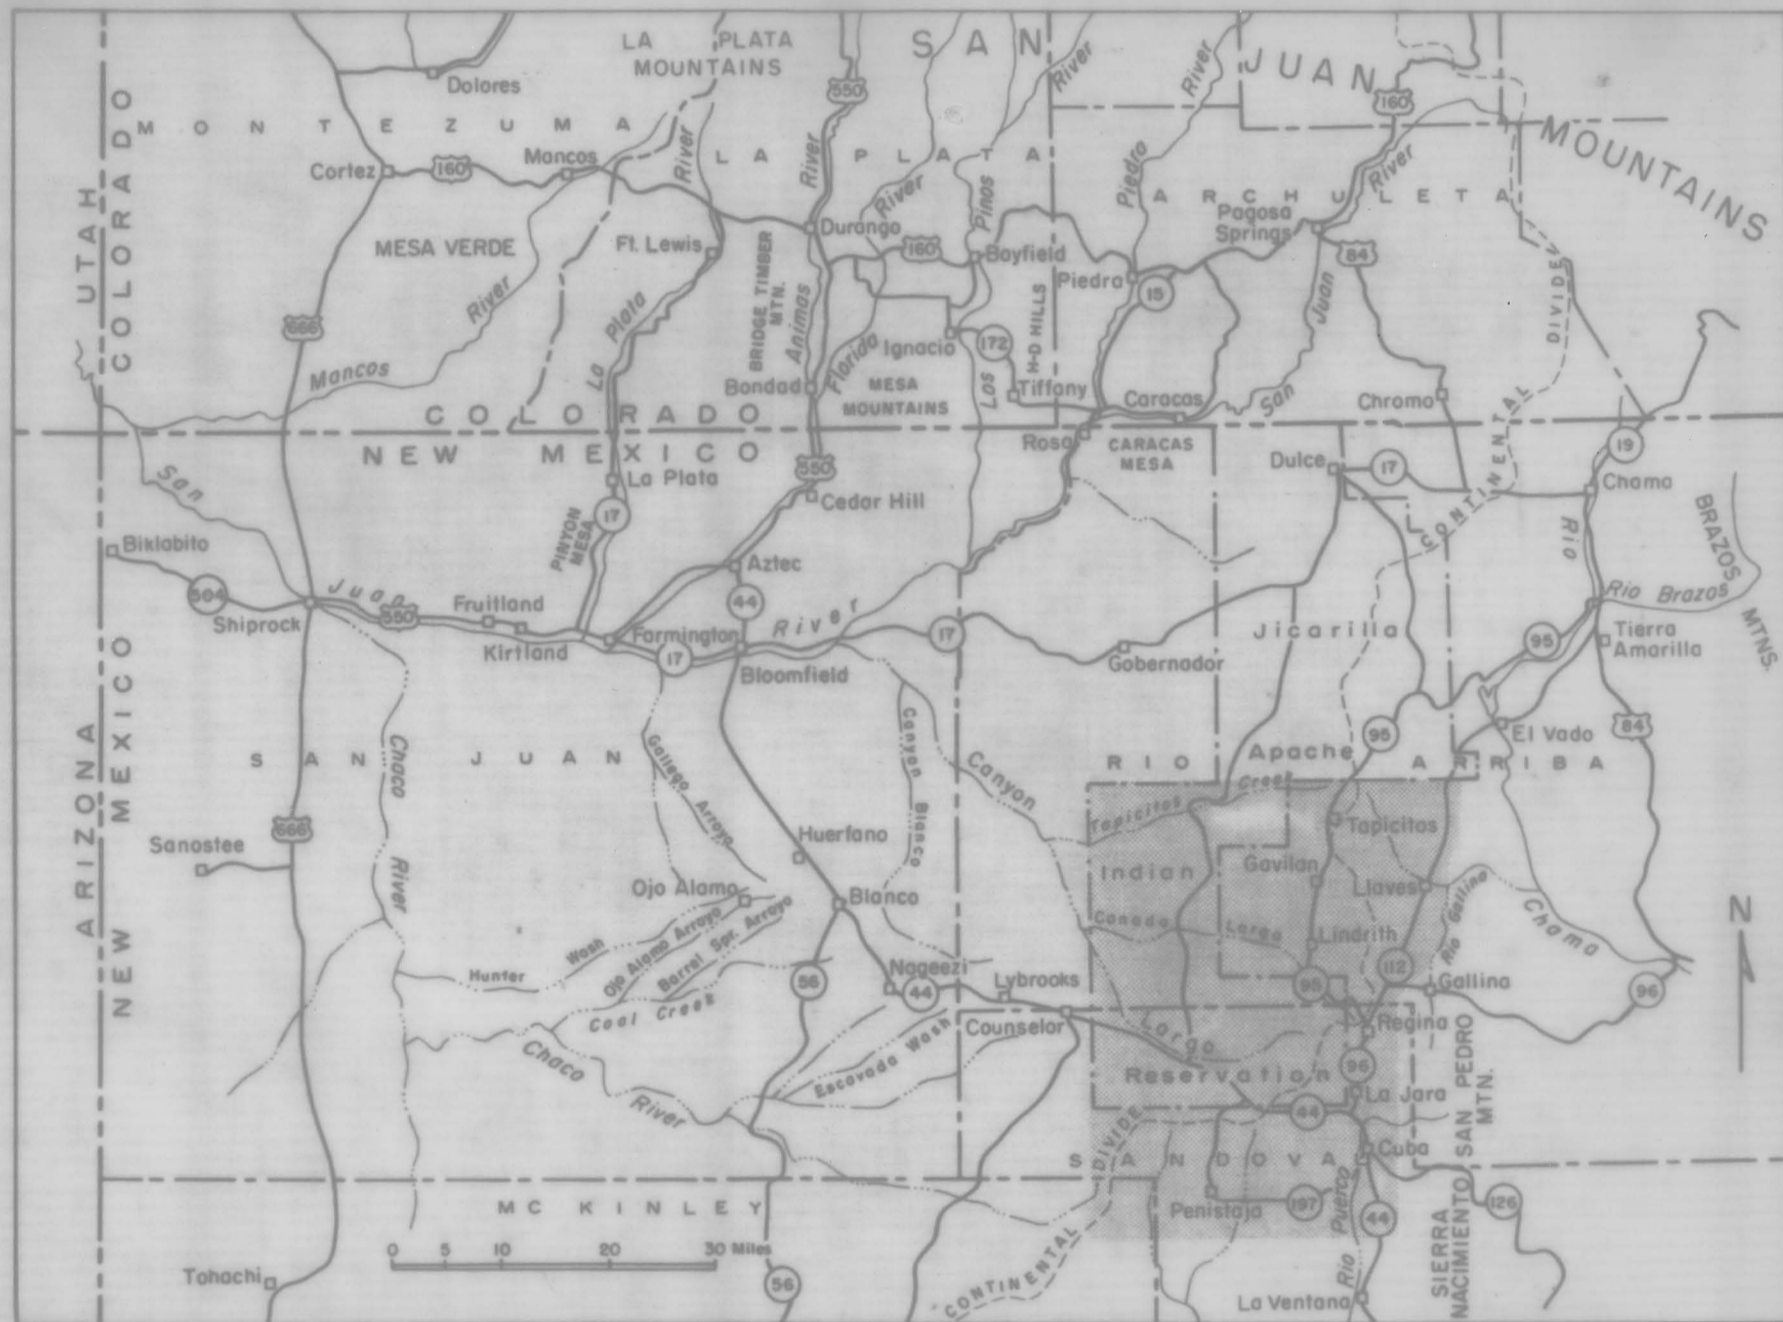 LA PLATA
MOUNTAINS
SAN
JUAN
MOUNTAINS
River
River
550
160
Dolores
MONTEZUMA
LA PLATA
ARCHULETA
UTAH
COLORADO
Cortez
160
Mancos
River
River
River
Pinos
Piedra
River
Pagosa
Springs
MESA VERDE
Ft. Lewis
Durango
160
Bayfield
Piedra
15
84
DIVIDE
BRIDGE TIMBER
MTN.
Animas
H-D HILLS
Juan
666
River
La Plata
Florida
Ignacio
172
Mancos
Bondad
MESA
MOUNTAINS
Los
Tiffany
Caracas
San
Chromo
CONTINENTAL
COLORADO
NEW MEXICO
Rosa
CARACAS
MESA
Dulce
17
19
Chama
San
La Plata
550
Cedar Hill
17
PINYON
MESA
Rio
BRAZOS
MTNS.
Biklabito
Aztec
504
Juan
550
Fruitland
44
Rio Brazos
Shiprock
Kirtland
Farmington
River
17
17
Jicarilla
95
Tierra
Amarilla
Bloomfield
Gobernador
ARIZONA
NEW MEXICO
Chaco
Gallego Arroyo
Canyon
Blanco
95
El Vado
84
SAN JUAN
Canyon
RIO ARRIBA
Apache
Creek
666
Tapicitos
Tapicitos
Sanostee
River
Huerfano
Indian
Gavilan
Llaves
Rio Gallina
Ojo Alamo
Blanco
Canada Largo
Lindrith
Chama
N
Hunter
Wash
Ojo Alamo Arroyo
Barrel Spr. Arroyo
Coal Creek
56
Nageezi
44
Lybrooks
95
112
Gallina
96
Counselor
Largo
Regina
Chaco
River
Escovada Wash
Reservation
96
La Jara
SAN PEDRO
MTN.
44
DIVIDE
Cuba
SANDOVAL
MC KINLEY
Penistaja
197
Rio Puerco
44
SIERRA
NACIMIENTO
126
0 5 10 20 30 Miles
Tohachi
56
CONTINENTAL
La Ventana